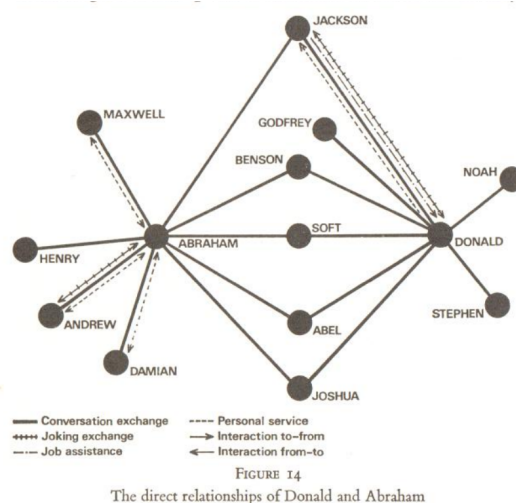 JACKSON
MAXWELL
GODFREY
BENSON
NOAH
ABRAHAM
SOFT
DONALD
HENRY
STEPHEN
ANDREW
ABEL
DAMIAN
JOSHUA
Conversation exchange
Personal service
Joking exchange
Interaction to-from
Job assistance
Interaction from-to
FIGURE 14
The direct relationships of Donald and Abraham